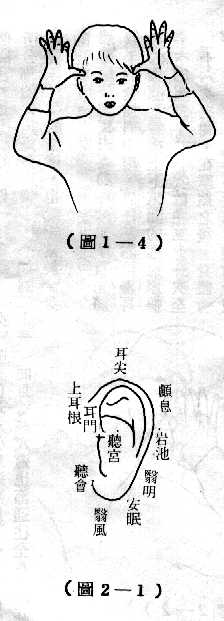 （圖1—4）
耳尖
顱息
上耳根
耳門
聽宮
岩池
聽會
翳明
安眠
翳風
（圖2—1）